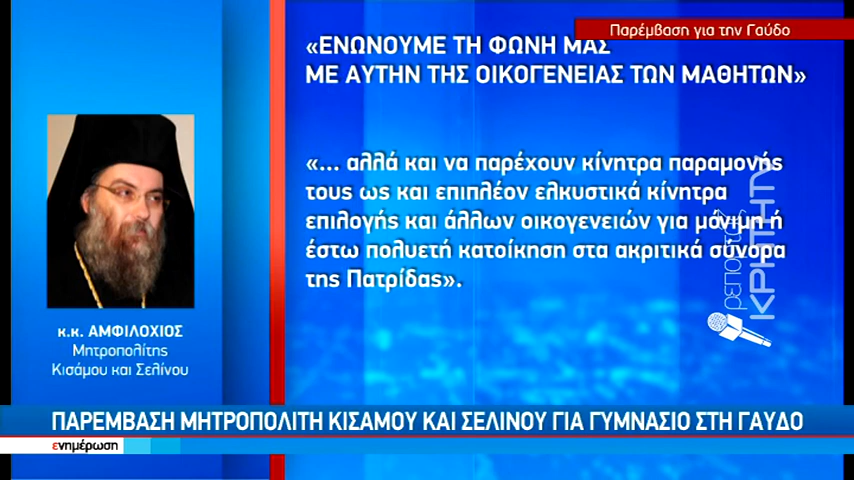 Παρέμβαση για την Γαύδο
«ΕΝΩΝΟΥΜΕ ΤΗ ΦΩΝΗ ΜΑΣ
ΜΕ ΑΥΤΗΝ ΤΗΣ ΟΙΚΟΓΕΝΕΙΑΣ ΤΩΝ ΜΑΘΗΤΩΝ»
«... αλλά και να παρέχουν κίνητρα παραμονής
τους ως και επιπλέον ελκυστικά κίνητρα
επιλογής και άλλων οικογενειών για μόνιμη ή
έστω πολυετή κατοίκηση στα ακριτικά σύνορα
της Πατρίδας».
ρεπορτάζ
ΚΡΗΤΗ TV
κ.κ. ΑΜΦΙΛΟΧΙΟΣ
Μητροπολίτης
Κισάμου και Σελίνου
ΠΑΡΕΜΒΑΣΗ ΜΗΤΡΟΠΟΛΙΤΗ ΚΙΣΑΜΟΥ ΚΑΙ ΣΕΛΙΝΟΥ ΓΙΑ ΓΥΜΝΑΣΙΟ ΣΤΗ ΓΑΥΔΟ
ενημέρωση